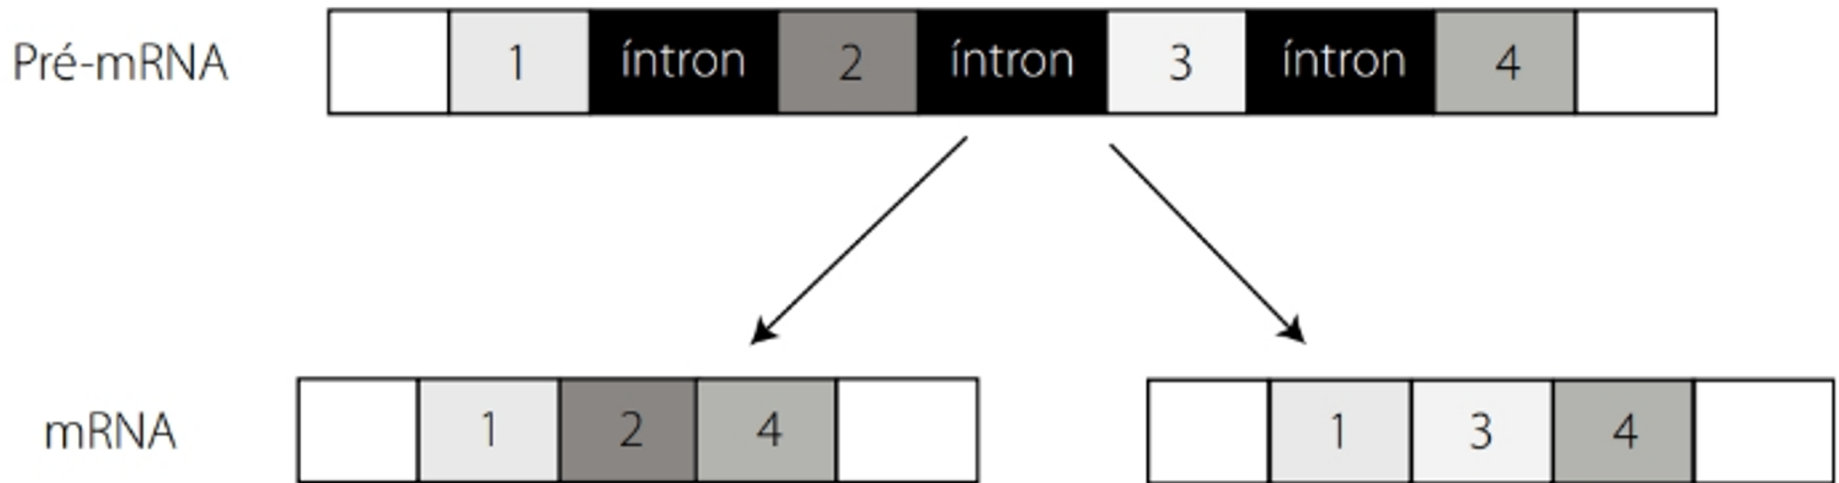 Pré-mRNA 1 íntron 2 íntron 3 íntron 4
mRNA 1 2 4 1 3 4